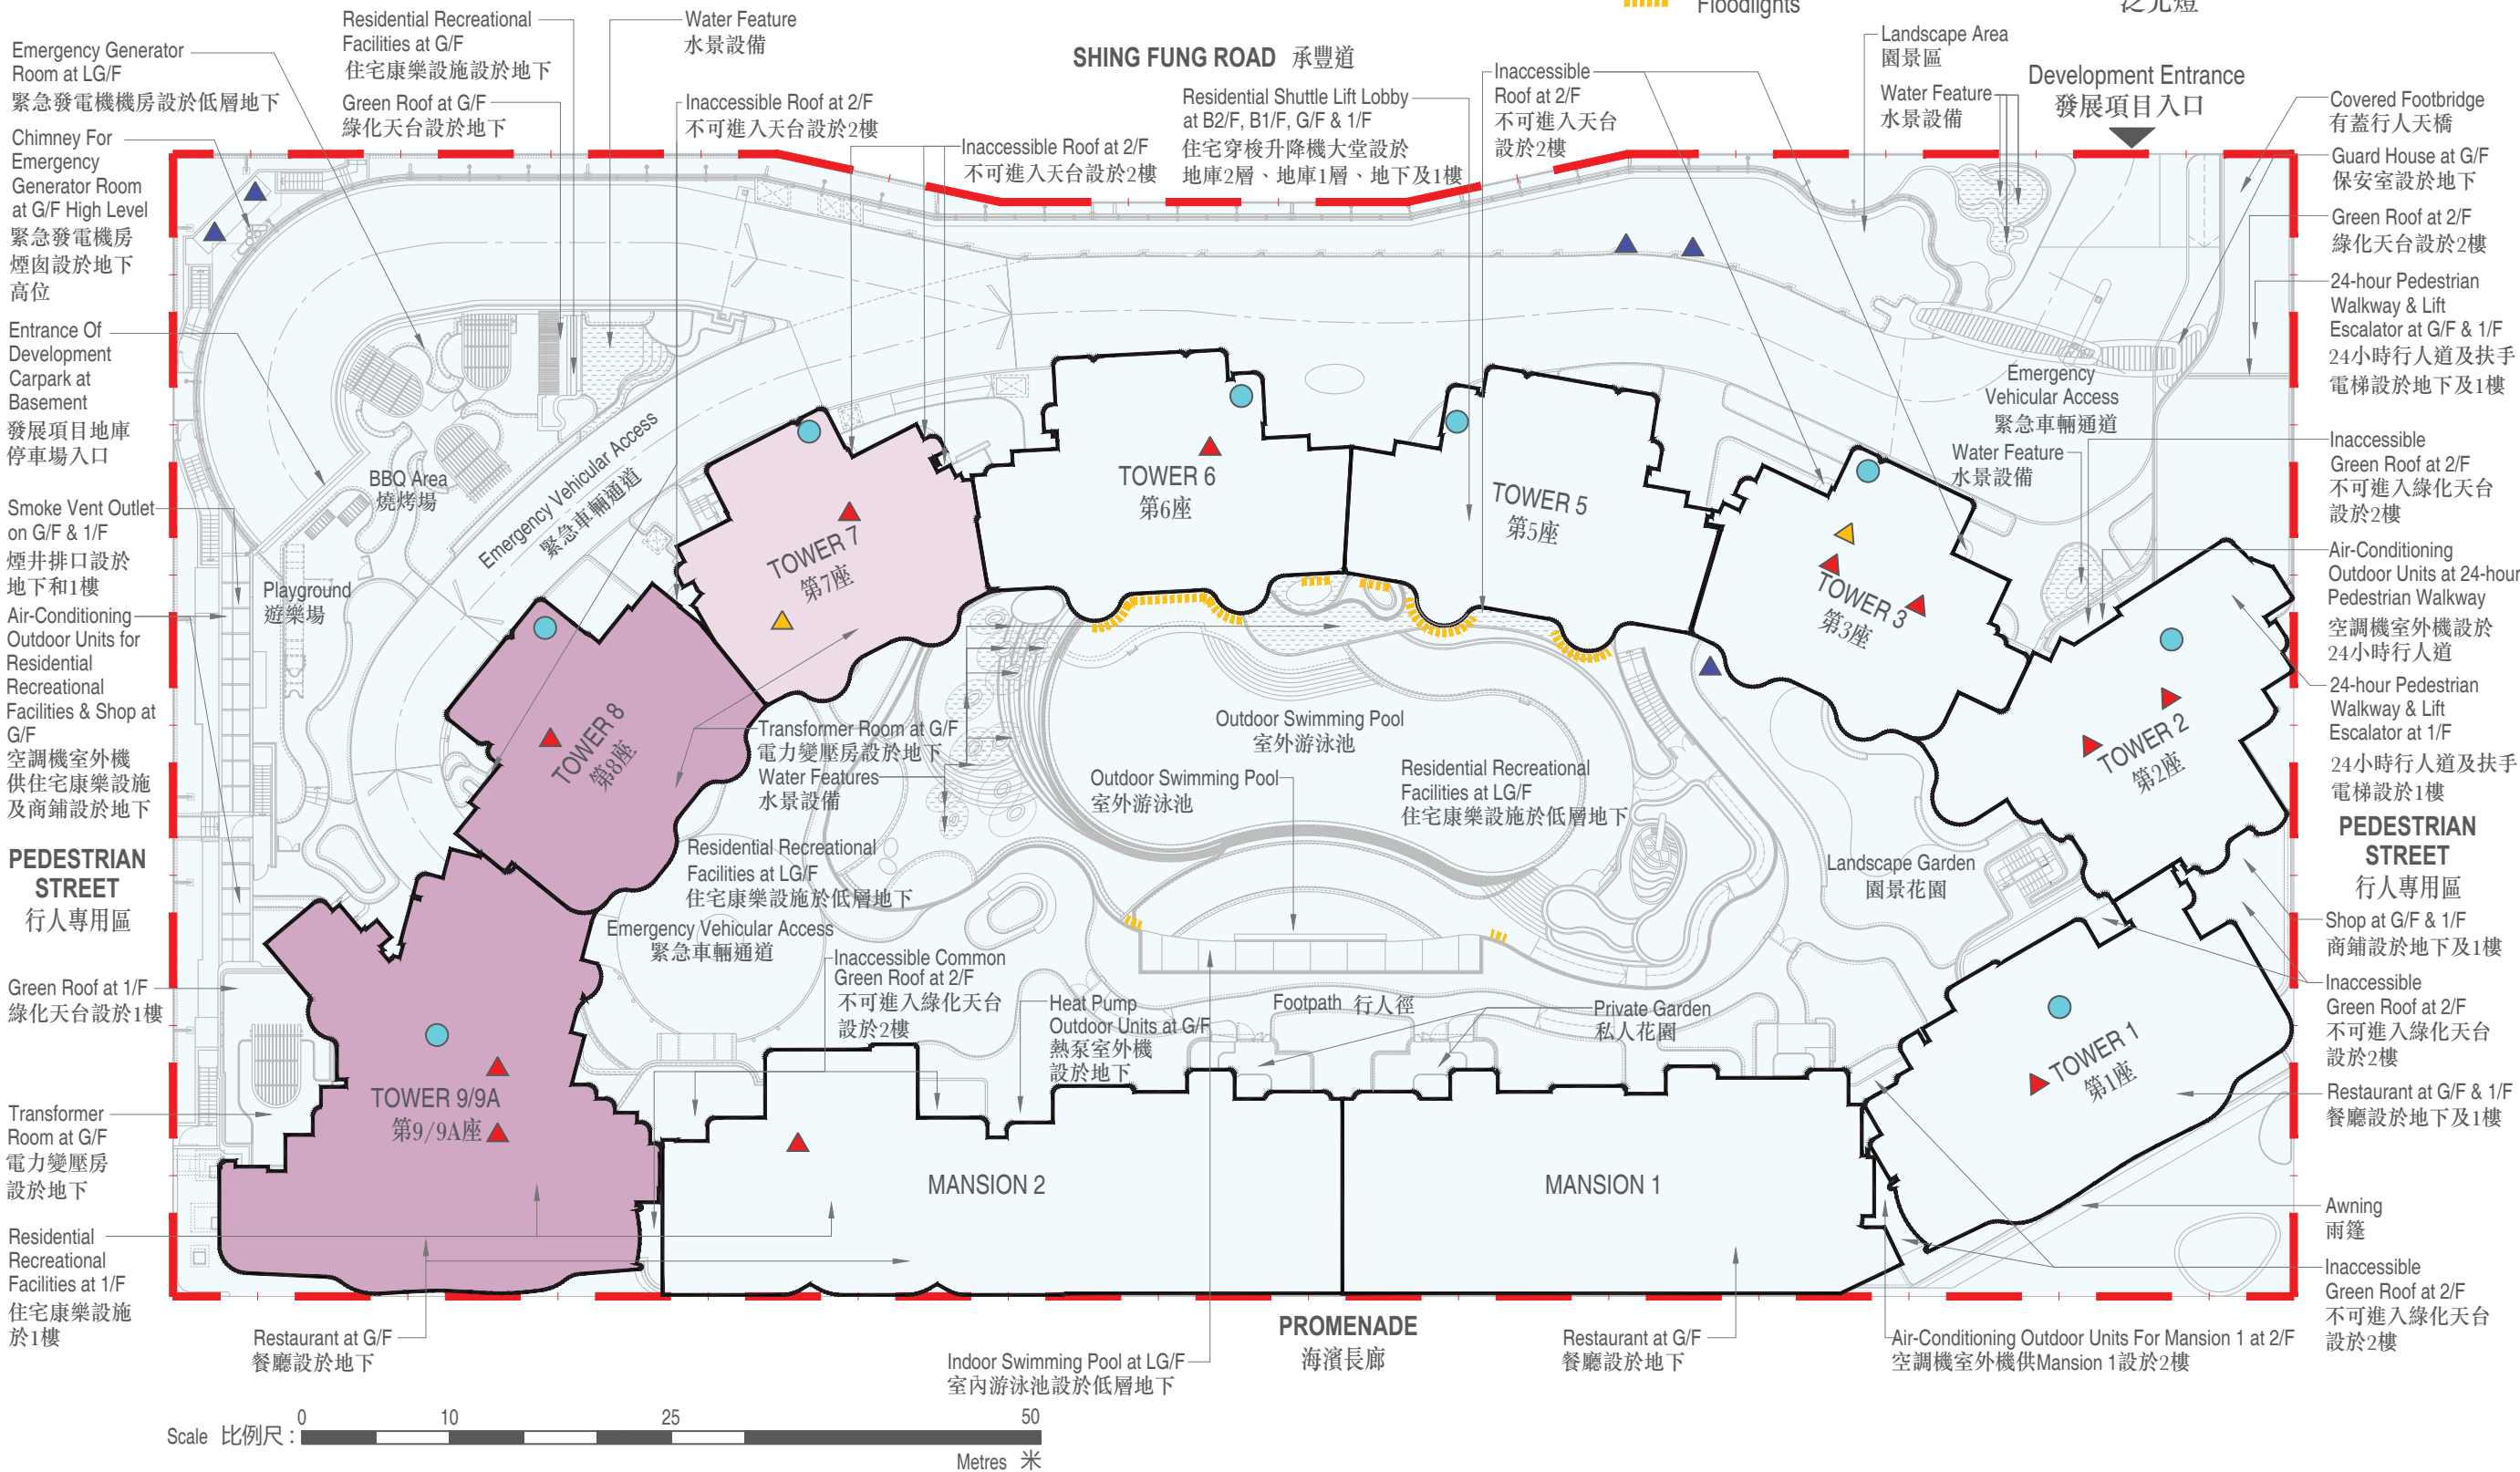 Floodlights
泛光燈
Emergency Generator
Room at LG/F
緊急發電機機房設於低層地下
Residential Recreational
Facilities at G/F
住宅康樂設施設於地下
Water Feature
水景設備
SHING FUNG ROAD 承豐道
Landscape Area
園景區
Development Entrance
發展項目入口
Green Roof at G/F
綠化天台設於地下
Inaccessible Roof at 2/F
不可進入天台設於2樓
Inaccessible Roof at 2/F
不可進入天台設於2樓
Residential Shuttle Lift Lobby
at B2/F, B1/F, G/F & 1/F
住宅穿梭升降機大堂設於
地庫2層、地庫1層、地下及1樓
Inaccessible
Roof at 2/F
不可進入天台
設於2樓
Water Feature
水景設備
Covered Footbridge
有蓋行人天橋
Guard House at G/F
保安室設於地下
Green Roof at 2/F
綠化天台設於2樓
24-hour Pedestrian
Walkway & Lift
Escalator at G/F & 1/F
24小時行人道及扶手
電梯設於地下及1樓
Chimney For
Emergency
Generator Room
at G/F High Level
緊急發電機房
煙囪設於地下
高位
Entrance Of
Development
Carpark at
Basement
發展項目地庫
停車場入口
Smoke Vent Outlet
on G/F & 1/F
煙井排口設於
地下和1樓
Air-Conditioning
Outdoor Units for
Residential
Recreational
Facilities & Shop at
G/F
空調機室外機
供住宅康樂設施
及商鋪設於地下
PEDESTRIAN
STREET
行人專用區
Green Roof at 1/F
綠化天台設於1樓
Transformer
Room at G/F
電力變壓房
設於地下
Residential
Recreational
Facilities at 1/F
住宅康樂設施
於1樓
BBQ Area
燒烤場
Emergency Vehicular Access
緊急車輛通道
Playground
遊樂場
TOWER 7
第7座
TOWER 6
第6座
TOWER 5
第5座
TOWER 3
第3座
TOWER 2
第2座
TOWER 8
第8座
TOWER 9/9A
第9/9A座
TOWER 1
第1座
Emergency
Vehicular Access
緊急車輛通道
Water Feature
水景設備
Inaccessible
Green Roof at 2/F
不可進入綠化天台
設於2樓
Air-Conditioning
Outdoor Units at 24-hour
Pedestrian Walkway
空調機室外機設於
24小時行人道
24-hour Pedestrian
Walkway & Lift
Escalator at 1/F
24小時行人道及扶手
電梯設於1樓
PEDESTRIAN
STREET
行人專用區
Shop at G/F & 1/F
商鋪設於地下及1樓
Inaccessible
Green Roof at 2/F
不可進入綠化天台
設於2樓
Restaurant at G/F & 1/F
餐廳設於地下及1樓
Awning
雨篷
Inaccessible
Green Roof at 2/F
不可進入綠化天台
設於2樓
Transformer Room at G/F
電力變壓房設於地下
Water Features
水景設備
Outdoor Swimming Pool
室外游泳池
Outdoor Swimming Pool
室外游泳池
Residential Recreational
Facilities at LG/F
住宅康樂設施於低層地下
Residential Recreational
Facilities at LG/F
住宅康樂設施於低層地下
Emergency Vehicular Access
緊急車輛通道
Landscape Garden
園景花園
Inaccessible Common
Green Roof at 2/F
不可進入綠化天台
設於2樓
Heat Pump
Outdoor Units at G/F
熱泵室外機
設於地下
Footpath 行人徑
Private Garden
私人花園
MANSION 2
MANSION 1
Restaurant at G/F
餐廳設於地下
Indoor Swimming Pool at LG/F
室內游泳池設於低層地下
PROMENADE
海濱長廊
Restaurant at G/F
餐廳設於地下
Air-Conditioning Outdoor Units For Mansion 1 at 2/F
空調機室外機供Mansion 1設於2樓
0 10 25 50
Scale 比例尺 :
Metres 米